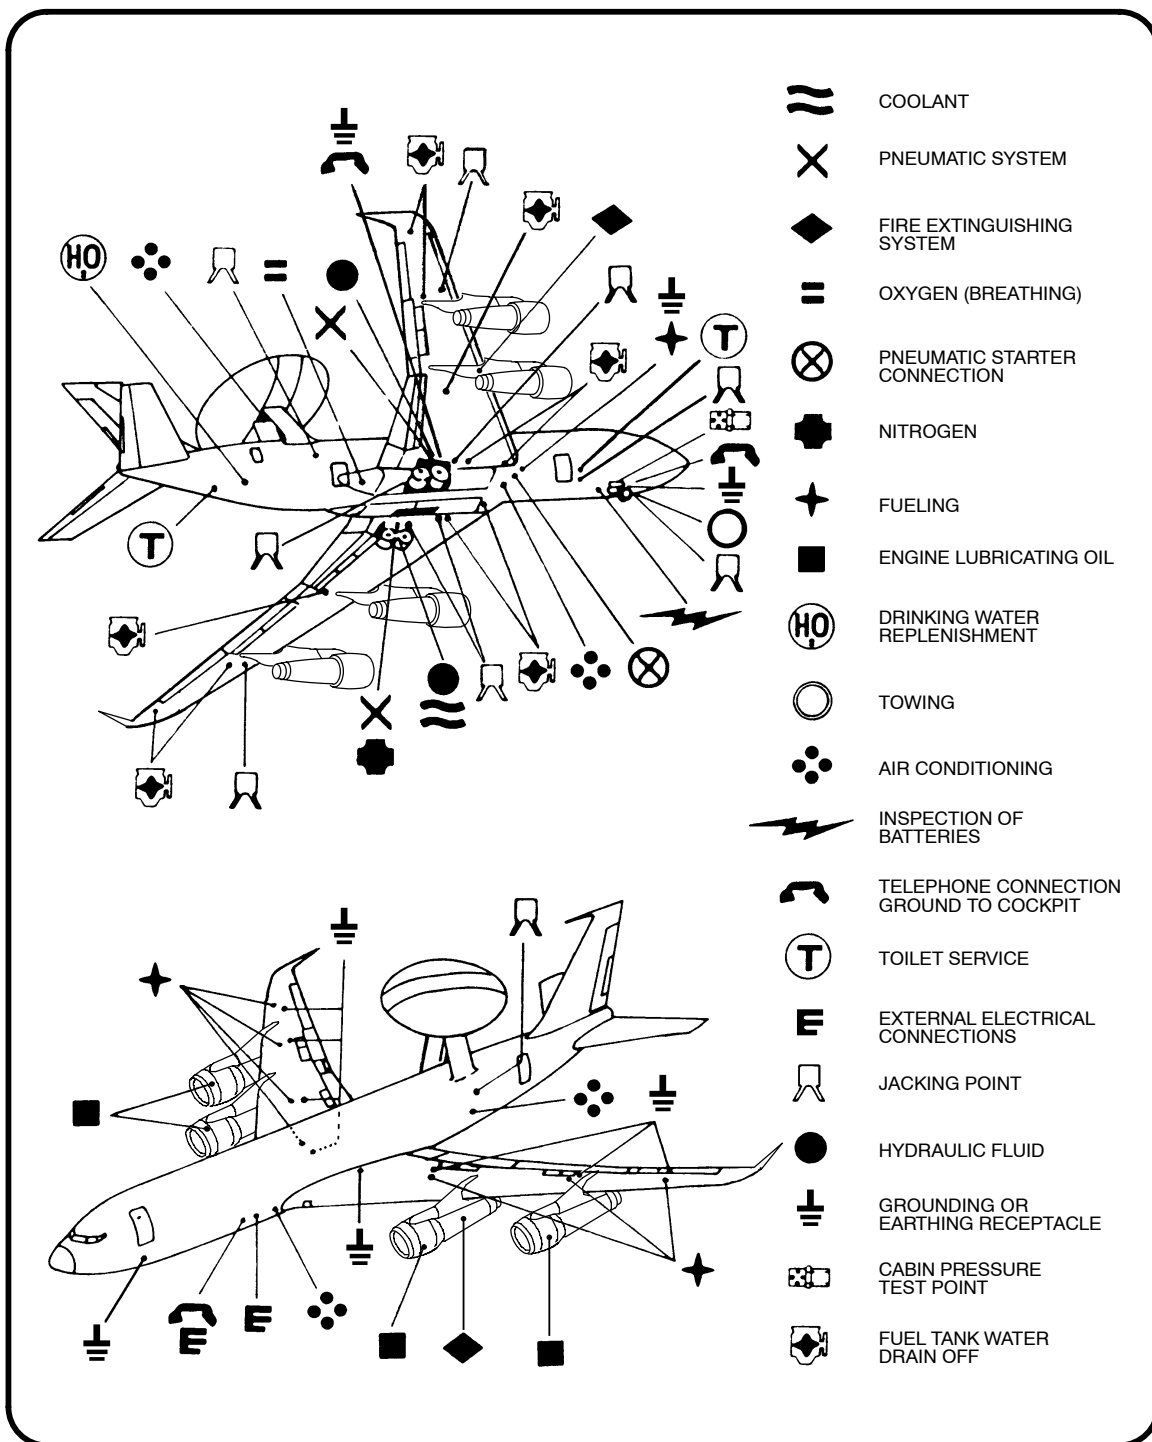 COOLANT
PNEUMATIC SYSTEM
FIRE EXTINGUISHING
SYSTEM
OXYGEN (BREATHING)
PNEUMATIC STARTER
CONNECTION
NITROGEN
FUELING
ENGINE LUBRICATING OIL
HO
DRINKING WATER
REPLENISHMENT
TOWING
AIR CONDITIONING
INSPECTION OF
BATTERIES
TELEPHONE CONNECTION
GROUND TO COCKPIT
T
TOILET SERVICE
E
EXTERNAL ELECTRICAL
CONNECTIONS
JACKING POINT
HYDRAULIC FLUID
GROUNDING OR
EARTHING RECEPTACLE
CABIN PRESSURE
TEST POINT
FUEL TANK WATER
DRAIN OFF
HO
T
T
E
E